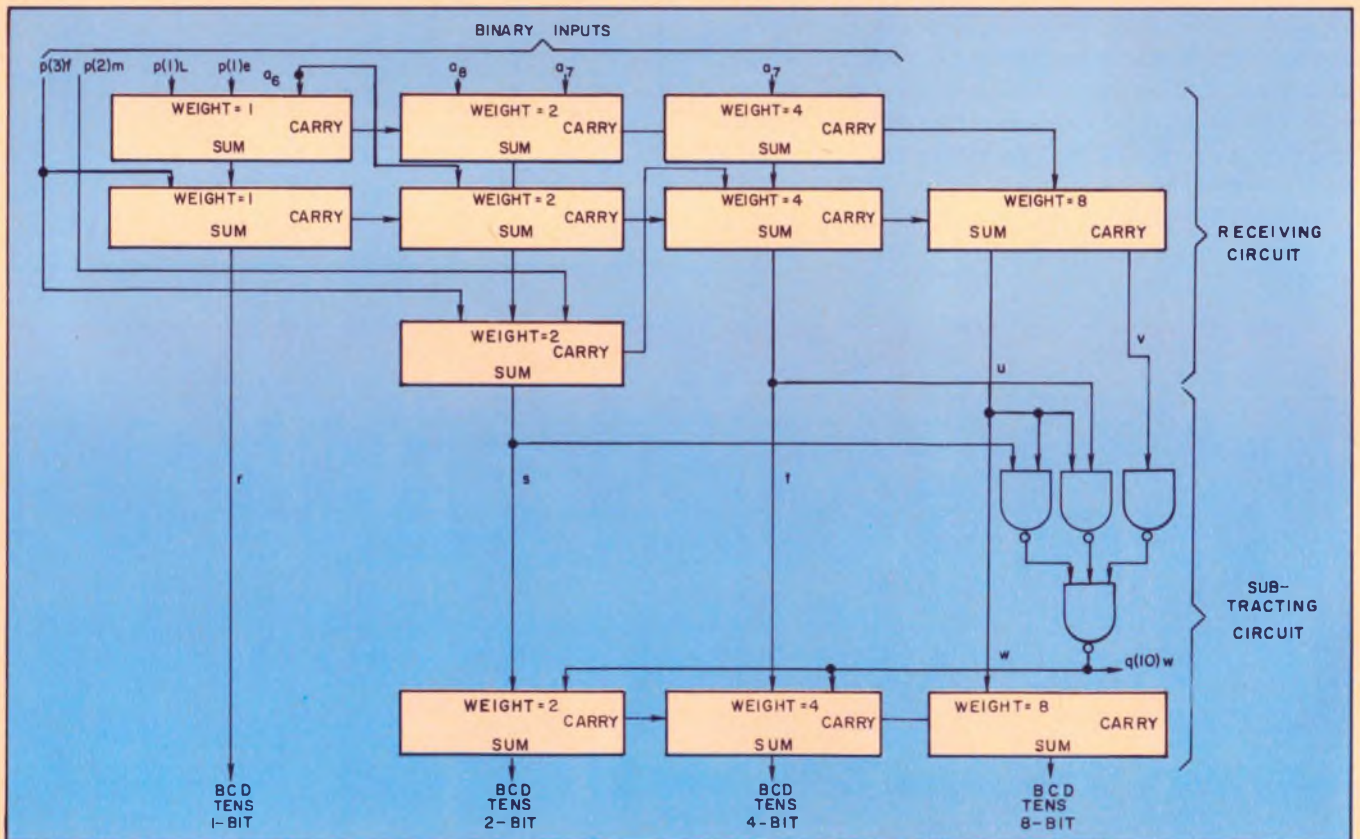 BINARY INPUTS
p(3)f p(2)m p(1)L p(1)e a6 a8 a,7 a,7
WEIGHT = 1 CARRY SUM
WEIGHT = 2 CARRY SUM
WEIGHT = 4 CARRY SUM
WEIGHT = 1 CARRY SUM
WEIGHT = 2 CARRY SUM
WEIGHT = 4 CARRY SUM
WEIGHT = 8 SUM CARRY
RECEIVING
CIRCUIT
WEIGHT = 2 CARRY SUM
v
u
r s t
SUB-
TRACTING
CIRCUIT
w q(10)w
WEIGHT = 2 CARRY SUM
WEIGHT = 4 CARRY SUM
WEIGHT = 8 CARRY SUM
BCD TENS 1-BIT
BCD TENS 2-BIT
BCD TENS 4-BIT
BCD TENS 8-BIT